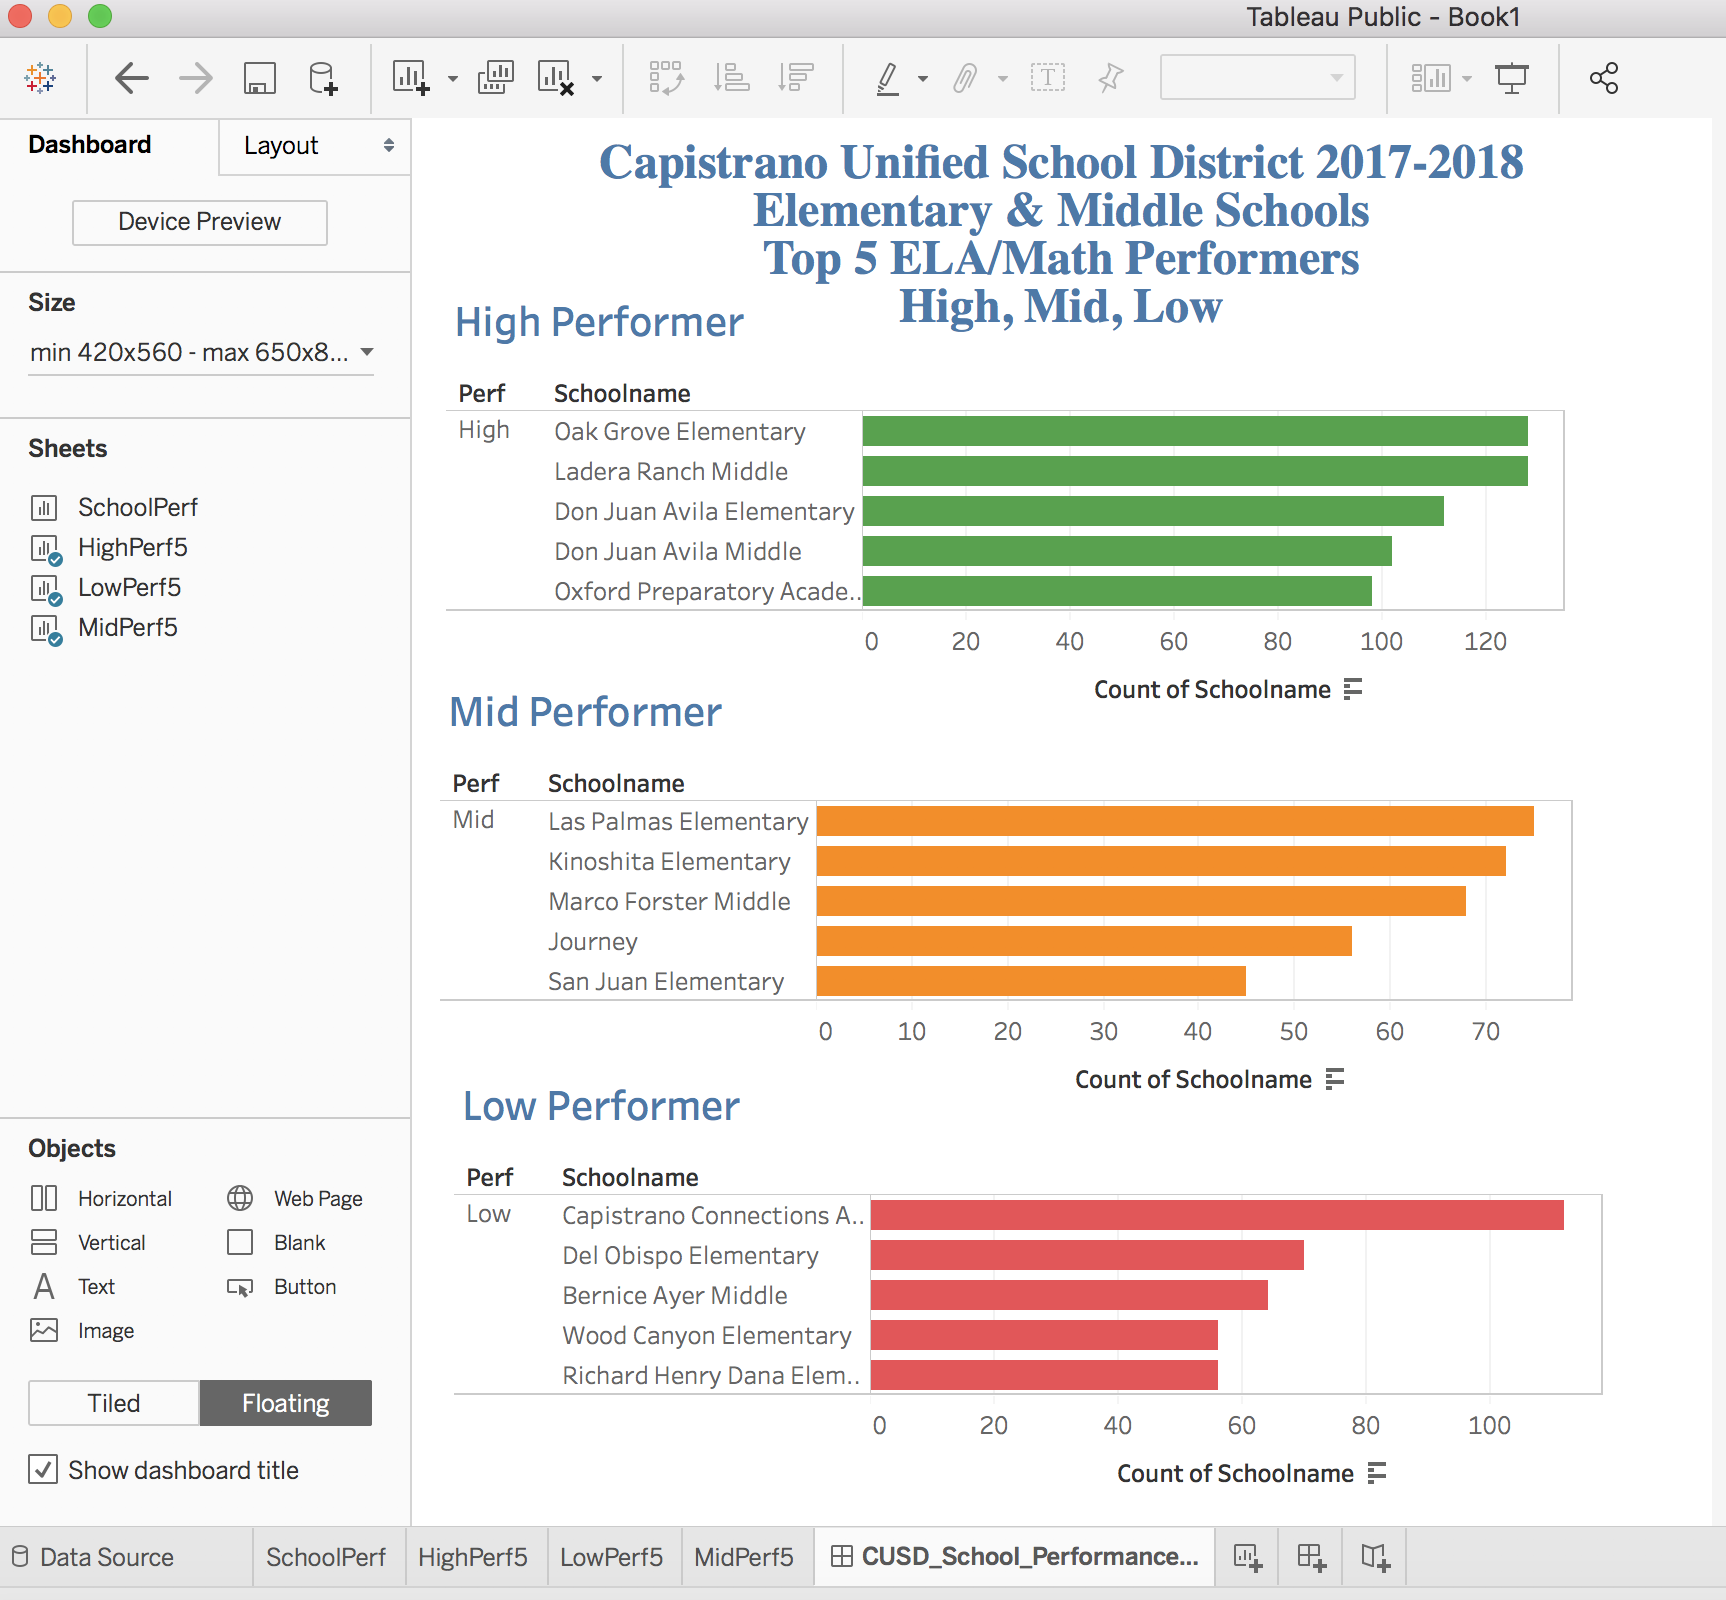 Tableau Public - Book1
Dashboard
Layout
Device Preview
Size
min 420x560 - max 650x8...
Sheets
SchoolPerf
HighPerf5
LowPerf5
MidPerf5
Objects
Horizontal
Web Page
Vertical
Blank
Text
Button
Image
Tiled
Floating
Show dashboard title
Capistrano Unified School District 2017-2018
Elementary & Middle Schools
Top 5 ELA/Math Performers
High, Mid, Low
High Performer
Perf Schoolname
High Oak Grove Elementary
Ladera Ranch Middle
Don Juan Avila Elementary
Don Juan Avila Middle
Oxford Preparatory Acade..
0 20 40 60 80 100 120
Count of Schoolname
Mid Performer
Perf Schoolname
Mid Las Palmas Elementary
Kinoshita Elementary
Marco Forster Middle
Journey
San Juan Elementary
0 10 20 30 40 50 60 70
Count of Schoolname
Low Performer
Perf Schoolname
Low Capistrano Connections A..
Del Obispo Elementary
Bernice Ayer Middle
Wood Canyon Elementary
Richard Henry Dana Elem..
0 20 40 60 80 100
Count of Schoolname
Data Source SchoolPerf HighPerf5 LowPerf5 MidPerf5 CUSD_School_Performance...